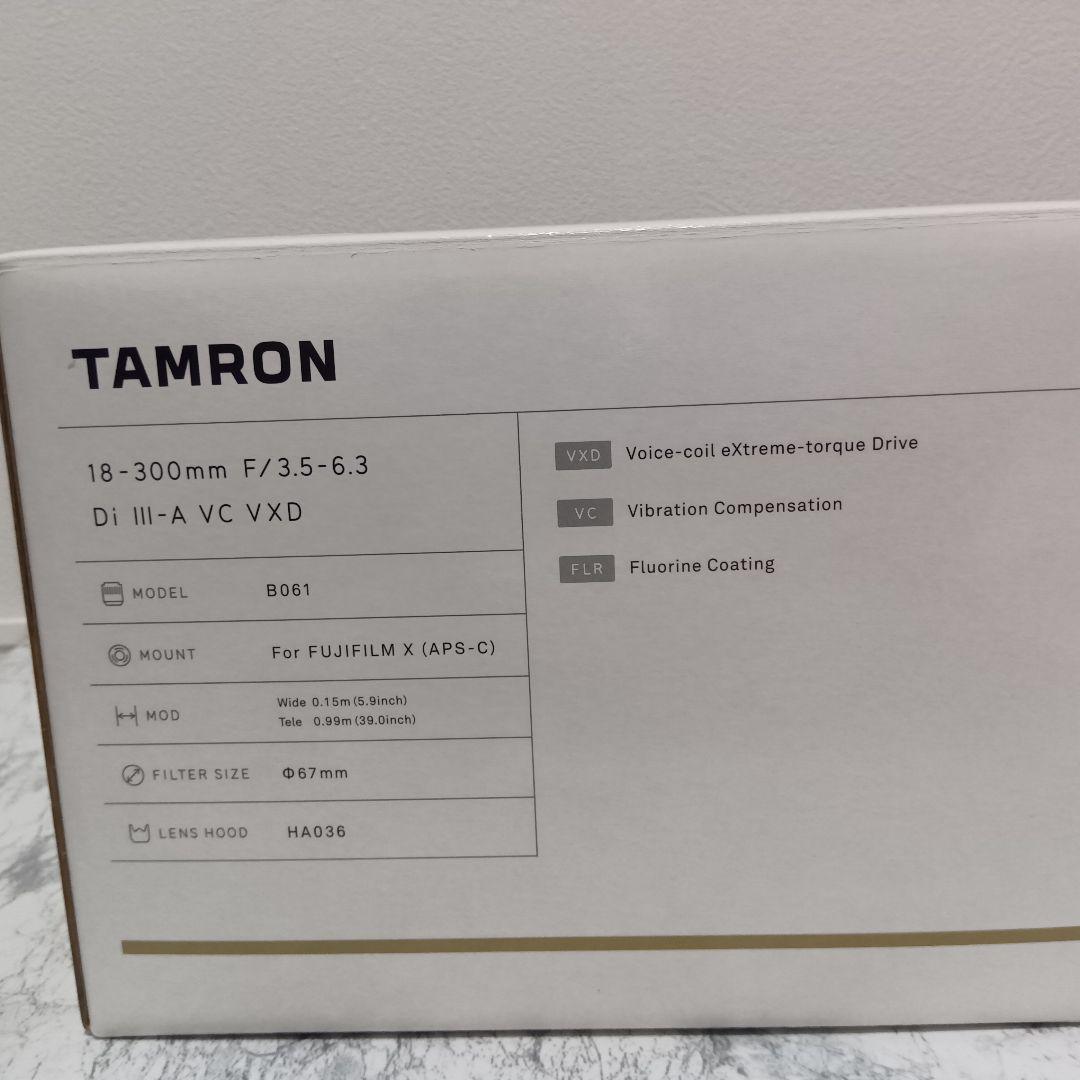 TAMRON
18-300mm F/3.5-6.3
Di III-A VC VXD
MODEL B061
MOUNT For FUJIFILM X (APS-C)
MOD Wide 0.15m (5.9inch)
Tele 0.99m (39.0inch)
FILTER SIZE Φ67mm
LENS HOOD HA036
VXD Voice-coil eXtreme-torque Drive
VC Vibration Compensation
FLR Fluorine Coating